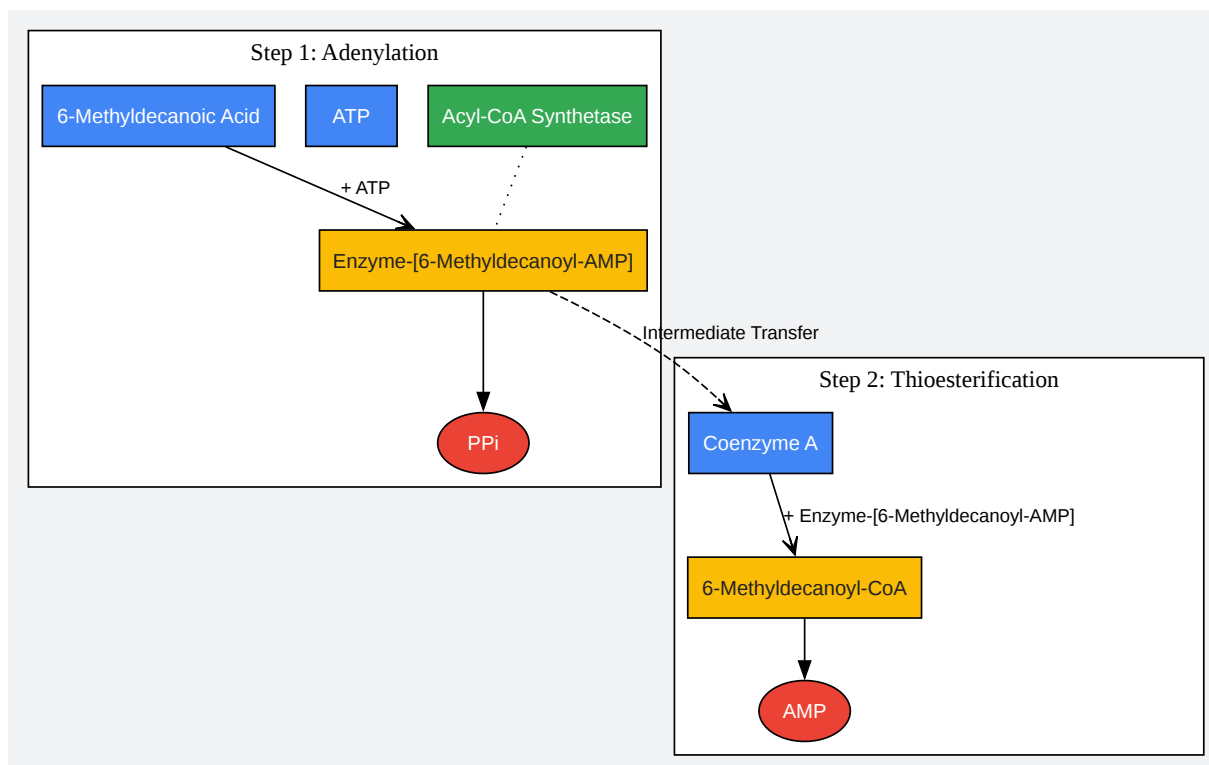 Step 1: Adenylation
6-Methyldecanoic Acid
ATP
Acyl-CoA Synthetase
+ ATP
Enzyme-[6-Methyldecanoyl-AMP]
Intermediate Transfer
PPi
Step 2: Thioesterification
Coenzyme A
+ Enzyme-[6-Methyldecanoyl-AMP]
6-Methyldecanoyl-CoA
AMP